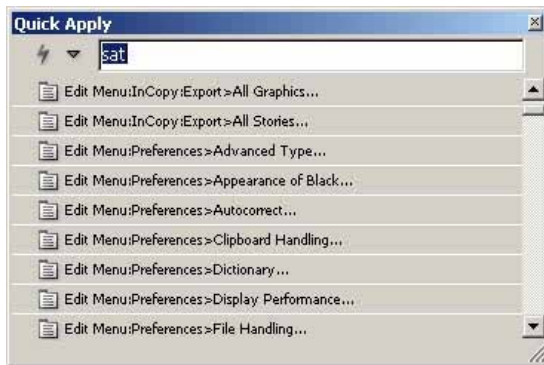 Quick Apply
sat
Edit Menu:InCopy:Export>All Graphics...
Edit Menu:InCopy:Export>All Stories...
Edit Menu:Preferences>Advanced Type...
Edit Menu:Preferences>Appearance of Black...
Edit Menu:Preferences>Autocorrect...
Edit Menu:Preferences>Clipboard Handling...
Edit Menu:Preferences>Dictionary...
Edit Menu:Preferences>Display Performance...
Edit Menu:Preferences>File Handling...